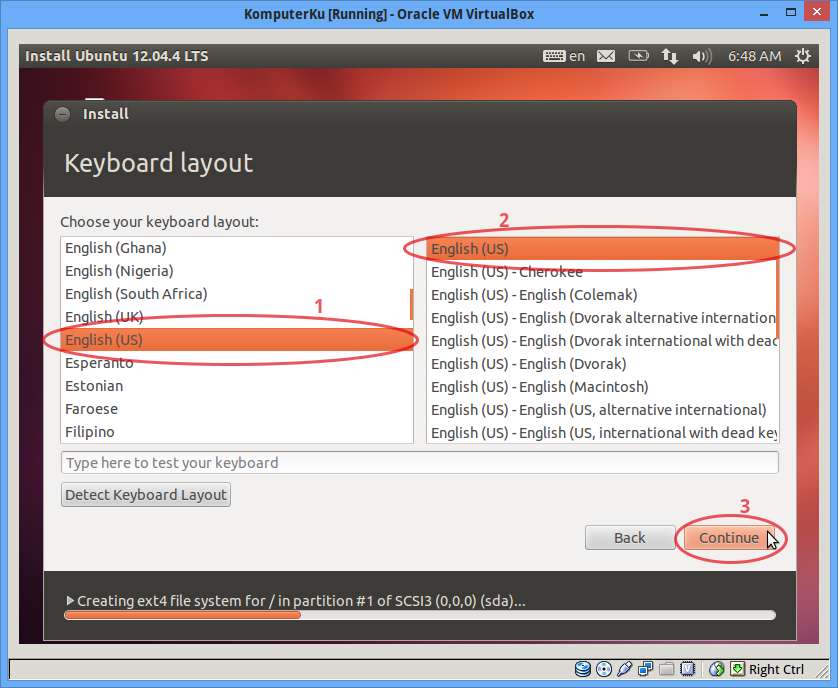 KomputerKu [Running] - Oracle VM VirtualBox
Install Ubuntu 12.04.4 LTS
en
6:48 AM
Install
Keyboard layout
Choose your keyboard layout:
English (Ghana)
English (Nigeria)
English (South Africa)
English (UK)
1
English (US)
Esperanto
Estonian
Faroese
Filipino
2
English (US)
English (US) - Cherokee
English (US) - English (Colemak)
English (US) - English (Dvorak alternative internation
English (US) - English (Dvorak international with dead
English (US) - English (Dvorak)
English (US) - English (Macintosh)
English (US) - English (US, alternative international)
English (US) - English (US, international with dead key
Type here to test your keyboard
Detect Keyboard Layout
3
Back
Continue
Creating ext4 file system for / in partition #1 of SCSI3 (0,0,0) (sda)...
Right Ctrl